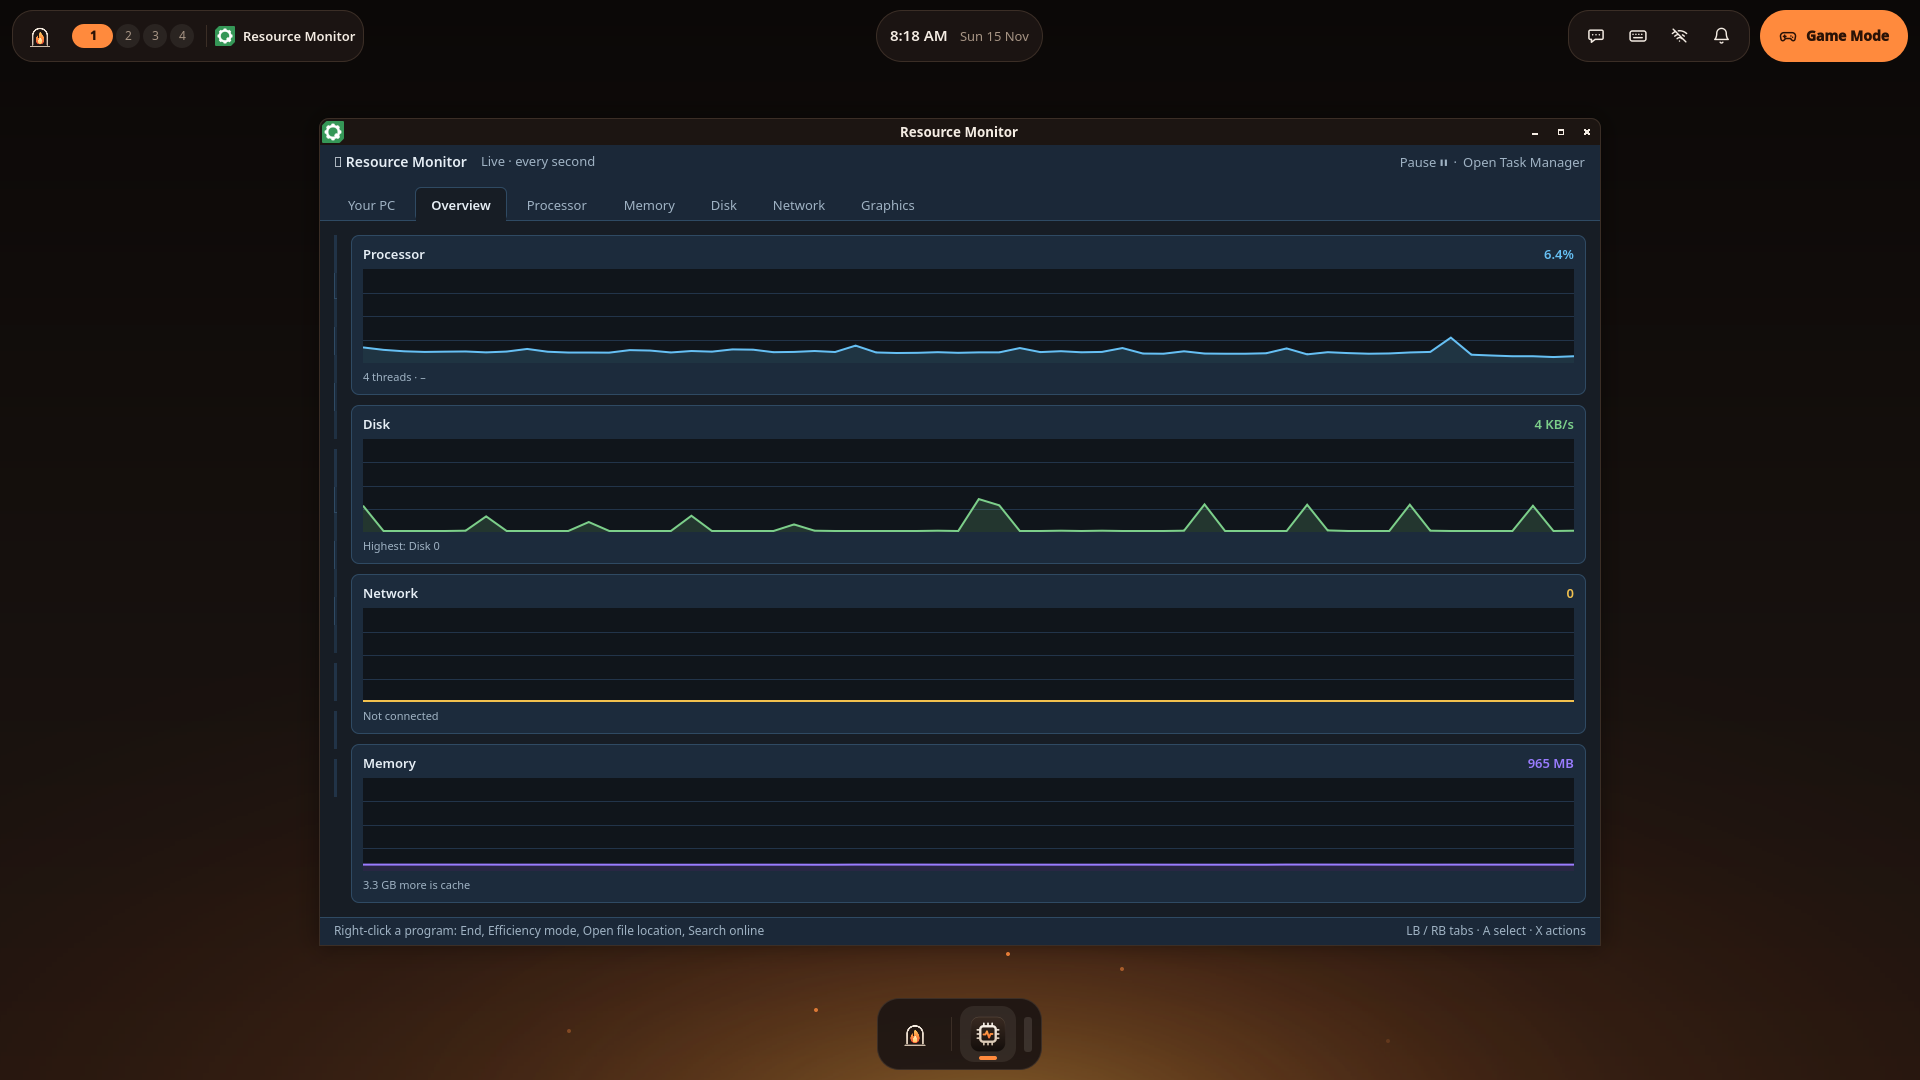 1 2 3 4 Resource Monitor
8:18 AM Sun 15 Nov
Game Mode
Resource Monitor
Resource Monitor Live · every second
Pause · Open Task Manager
Your PC Overview Processor Memory Disk Network Graphics
Processor 6.4%
4 threads · –
Disk 4 KB/s
Highest: Disk 0
Network 0
Not connected
Memory 965 MB
3.3 GB more is cache
Right-click a program: End, Efficiency mode, Open file location, Search online
LB / RB tabs · A select · X actions